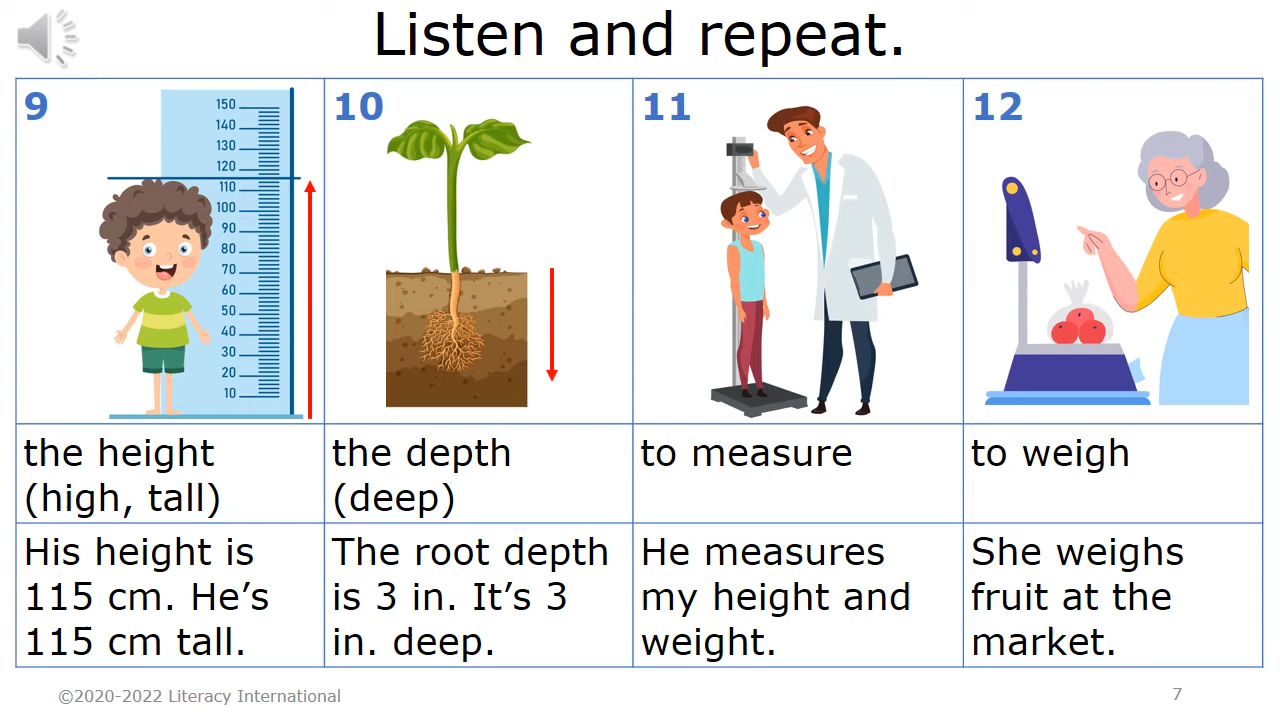 Listen and repeat.
9
150
140
130
120
110
100
90
80
70
60
50
40
30
20
10
10
11
12
the height
(high, tall)
the depth
(deep)
to measure
to weigh
His height is
115 cm. He’s
115 cm tall.
The root depth
is 3 in. It’s 3
in. deep.
He measures
my height and
weight.
She weighs
fruit at the
market.
©2020-2022 Literacy International
7